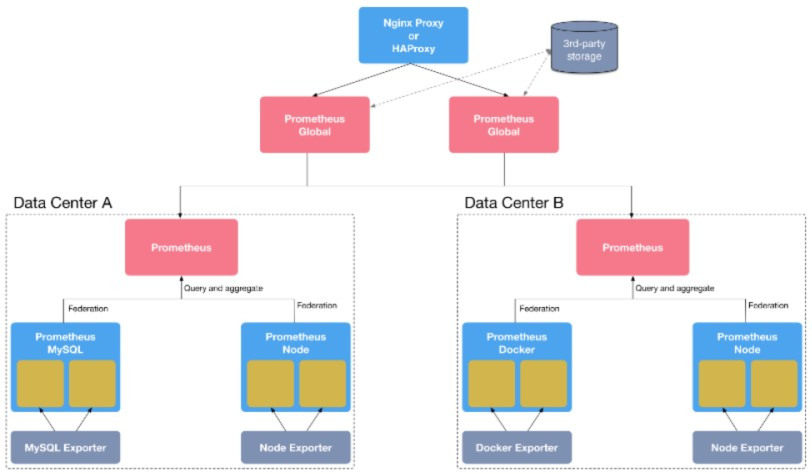 Nginx Proxy
or
HAProxy
3rd-party
storage
Prometheus
Global
Prometheus
Global
Data Center A
Data Center B
Prometheus
Prometheus
Query and aggregate
Query and aggregate
Federation
Federation
Federation
Federation
Prometheus
MySQL
Prometheus
Node
Prometheus
Docker
Prometheus
Node
MySQL Exporter
Node Exporter
Docker Exporter
Node Exporter